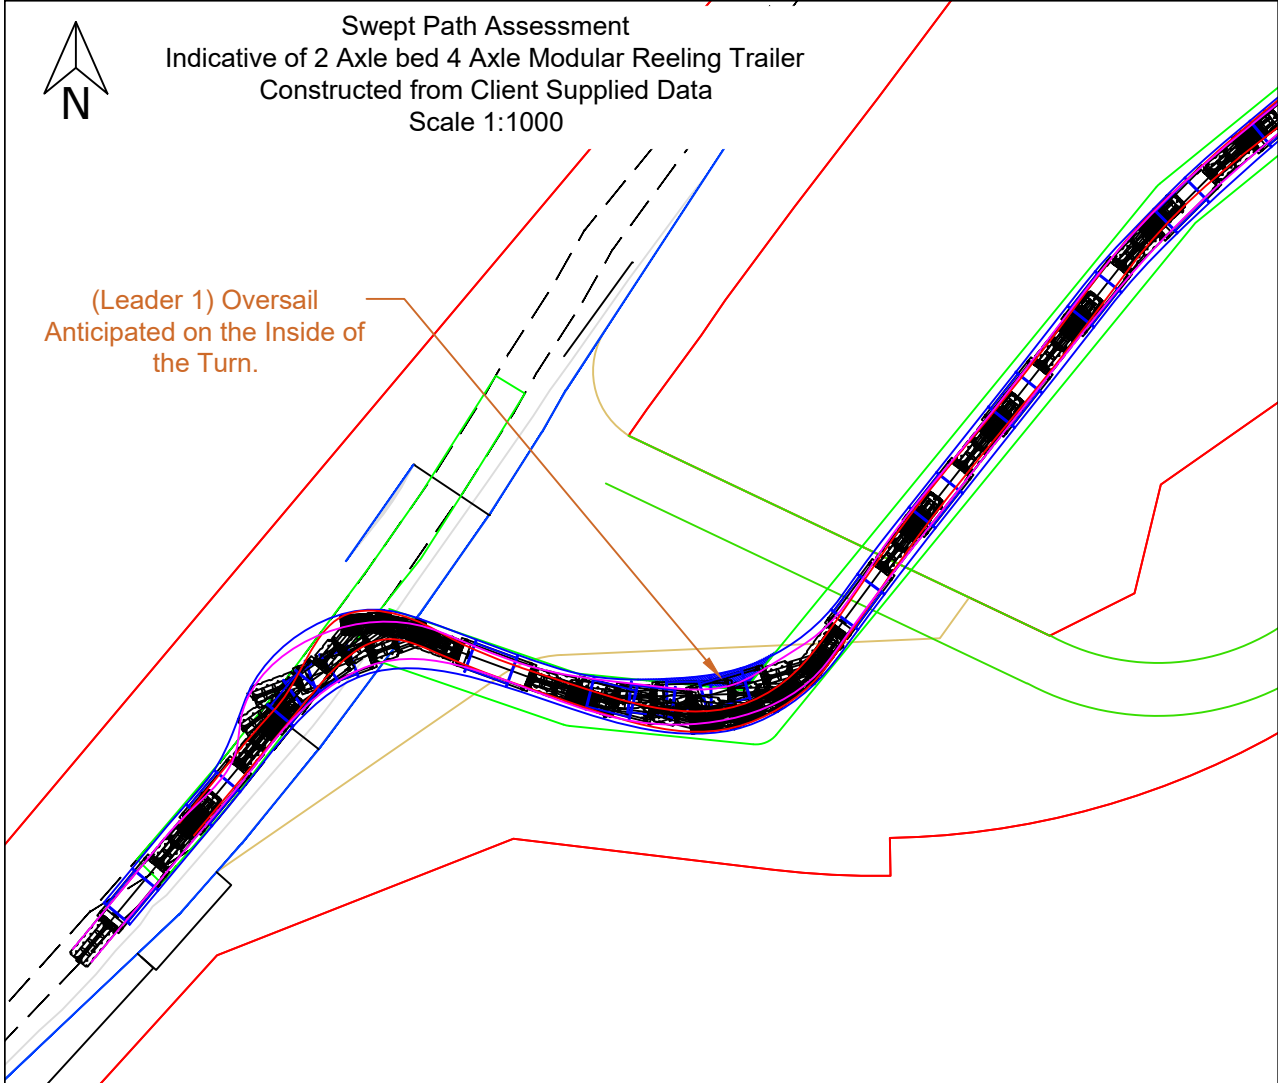 Swept Path Assessment
Indicative of 2 Axle bed 4 Axle Modular Reeling Trailer
Constructed from Client Supplied Data
Scale 1:1000
N
(Leader 1) Oversail
Anticipated on the Inside of
the Turn.